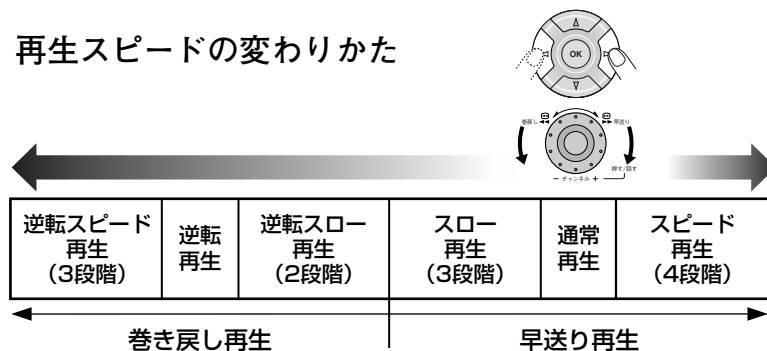 再生スピードの変わりかた
OK
巻戻し
早送り
押す/回す
− チャンネル +
逆転スピード
再生
(3段階)
逆転
再生
逆転スロー
再生
(2段階)
スロー
再生
(3段階)
通常
再生
スピード
再生
(4段階)
巻き戻し再生
早送り再生